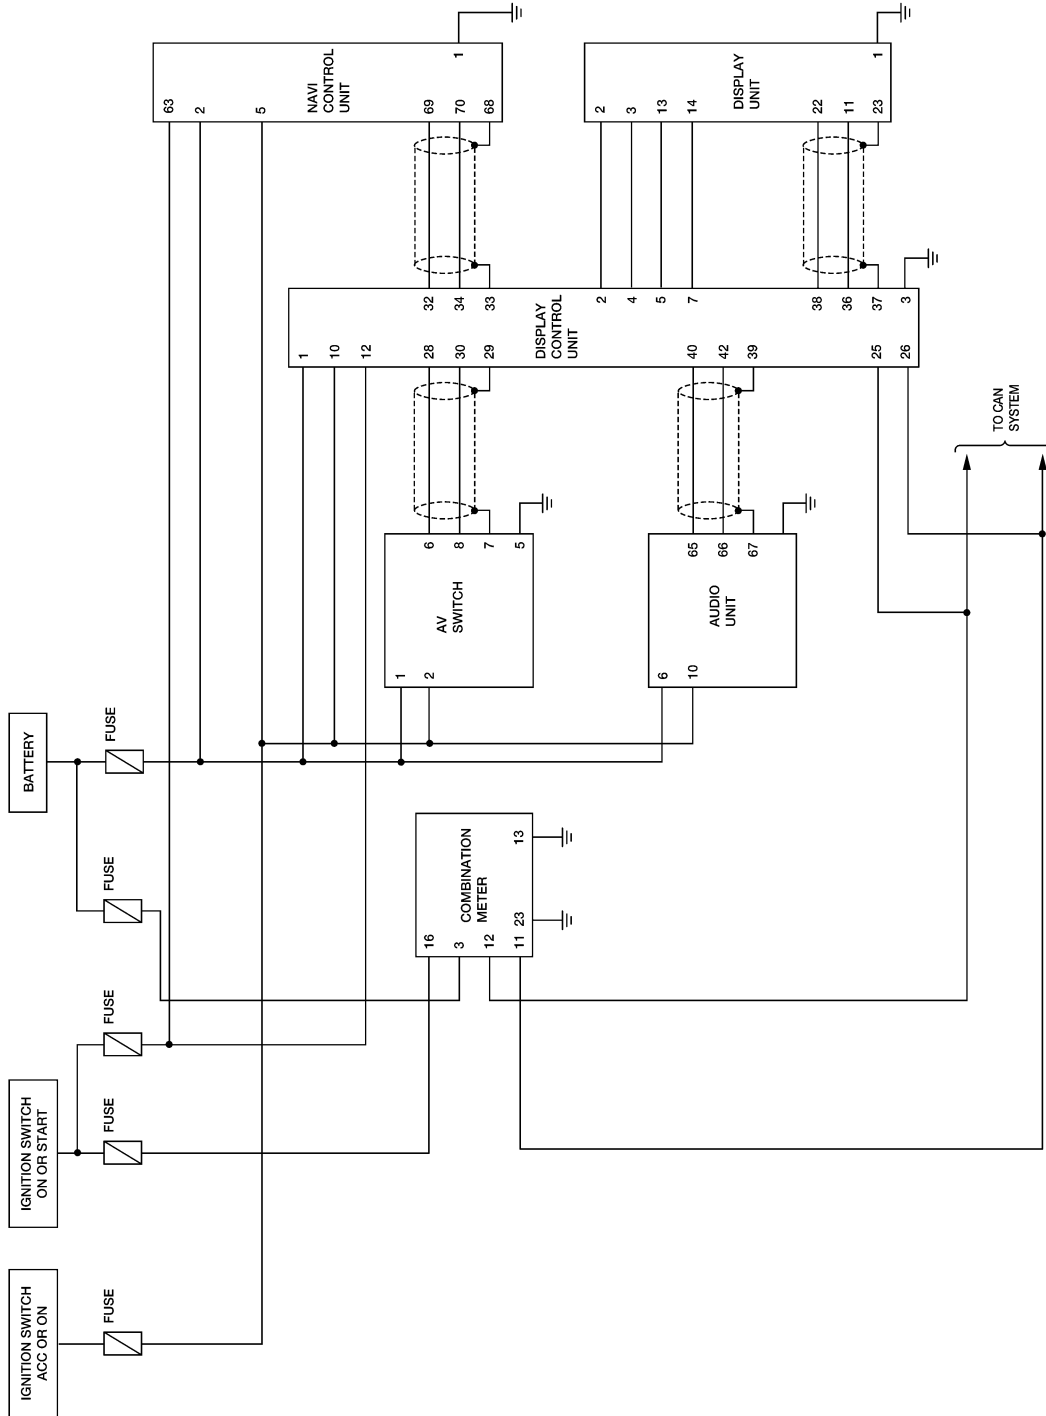 IGNITION SWITCH
ACC OR ON
IGNITION SWITCH
ON OR START
BATTERY
FUSE
FUSE
FUSE
FUSE
FUSE
63
2
5
NAVI
CONTROL
UNIT
69
70
68
1
1
10
12
28
30
29
DISPLAY
CONTROL
UNIT
40
42
39
25
26
32
34
33
2
4
5
7
38
36
37
3
1
2
AV
SWITCH
6
8
7
5
16
3
12
11
COMBINATION
METER
23
13
2
3
13
14
DISPLAY
UNIT
22
11
23
1
6
10
AUDIO
UNIT
65
66
67
TO CAN
SYSTEM